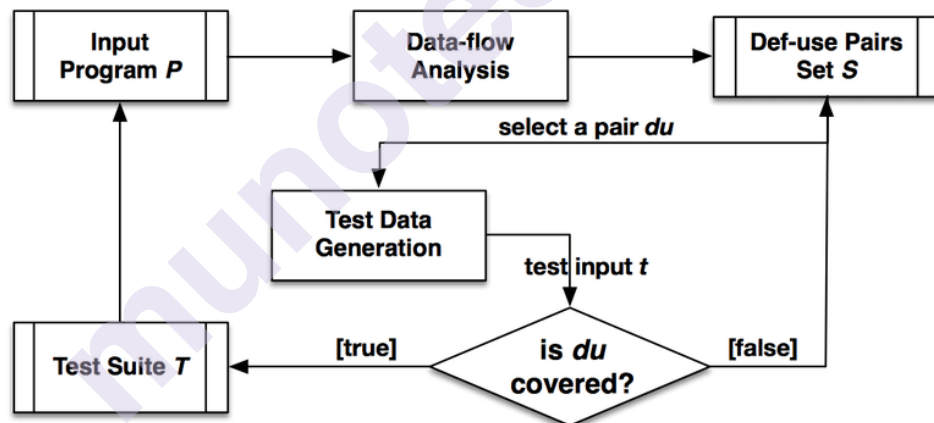 Input
Program P
Data-flow
Analysis
Def-use Pairs
Set S
select a pair du
Test Data
Generation
test input t
is du
covered?
[true]
[false]
Test Suite T
munotes